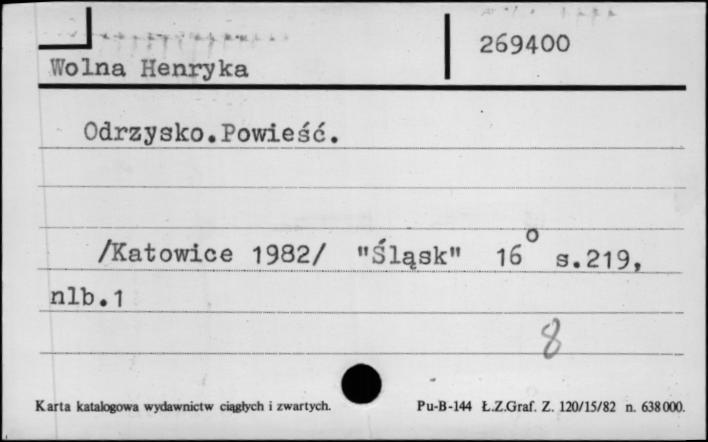 269400
Wolna Henryka
Odrzysko.Powieść.
/Katowice 1982/ "Śląsk" 16° s.219,
nlb.1
8
Karta katalogowa wydawnictw ciągłych i zwartych. Pu-B-144 Ł.Z.Graf. Z. 120/15/82 n. 638000.